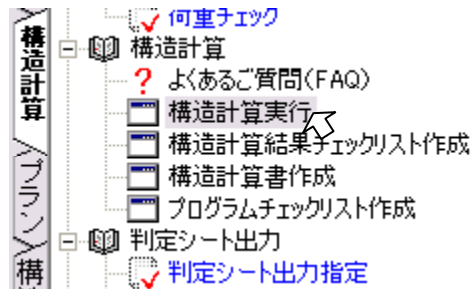 何重チェック
構造計算
よくあるご質問(FAQ)
構造計算実行
構造計算結果チェックリスト作成
構造計算書作成
プログラムチェックリスト作成
判定シート出力
判定シート出力指定
構造計算
プラン
構